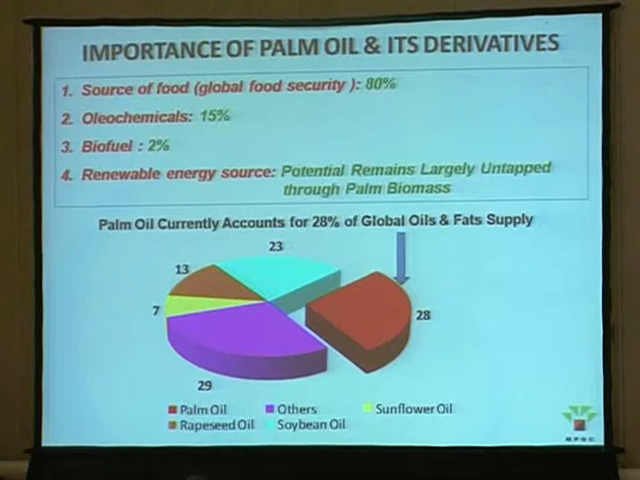 IMPORTANCE OF PALM OIL & ITS DERIVATIVES
1. Source of food (global food security ): 80%
2. Oleochemicals: 15%
3. Biofuel : 2%
4. Renewable energy source: Potential Remains Largely Untapped
through Palm Biomass
Palm Oil Currently Accounts for 28% of Global Oils & Fats Supply
23
13
7
28
29
Palm Oil Others Sunflower Oil
Rapeseed Oil Soybean Oil
MPOC